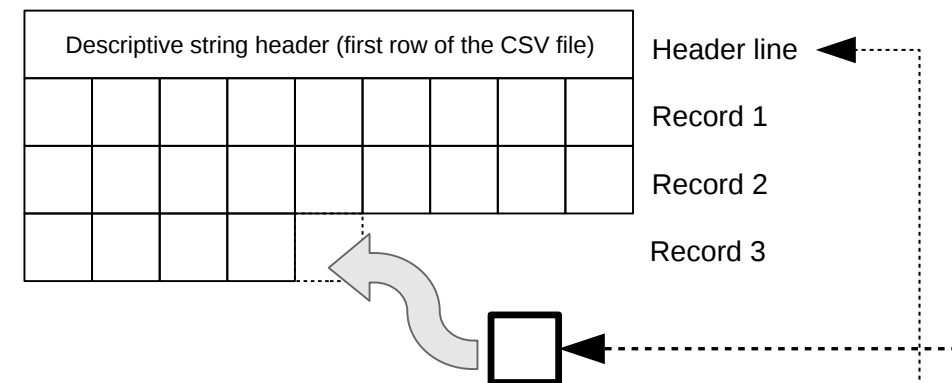 Descriptive string header (first row of the CSV file)
Header line
Record 1
Record 2
Record 3